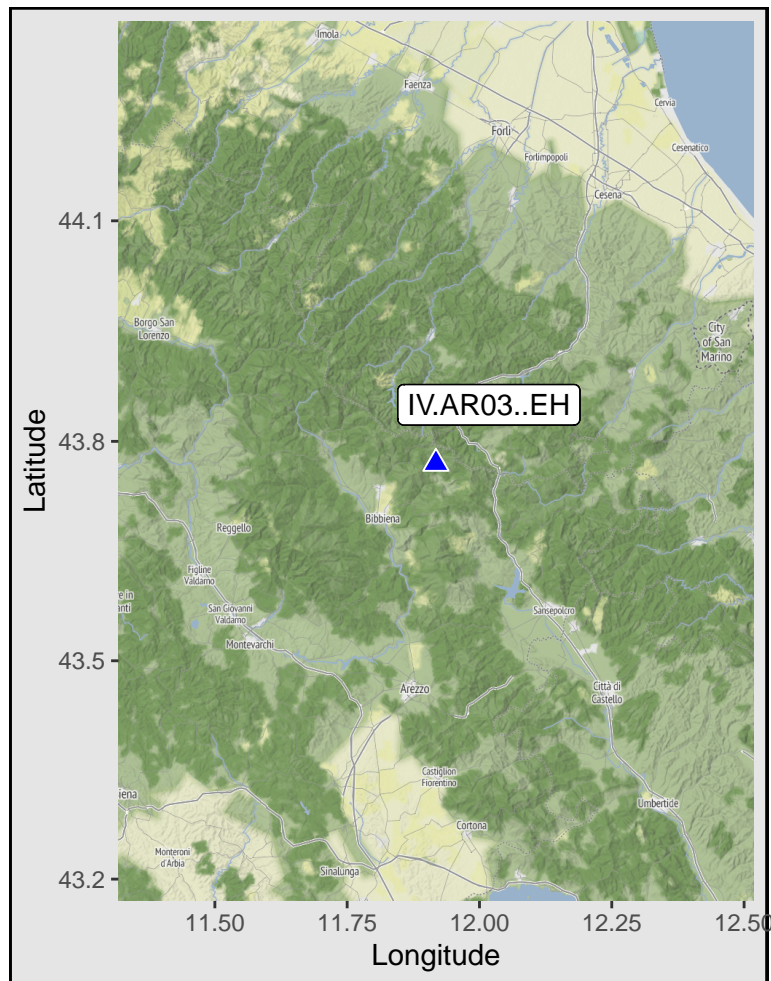 Imola
Faenza
Cervia
Forlì
Cesenatico
Forlimpopoli
Cesena
44.1
Borgo San
Lorenzo
City
of San
Marino
IV.AR03..EH
43.8
Latitude
Bibbiena
Reggello
Figline
Valdarno
San Giovanni
Valdarno
Sansepolcro
Montevarchi
43.5
Arezzo
Città di
Castello
Castiglion
Fiorentino
Umbertide
Cortona
Monteroni
d'Arbia
Sinalunga
43.2
11.50
11.75
12.00
12.25
12.50
Longitude